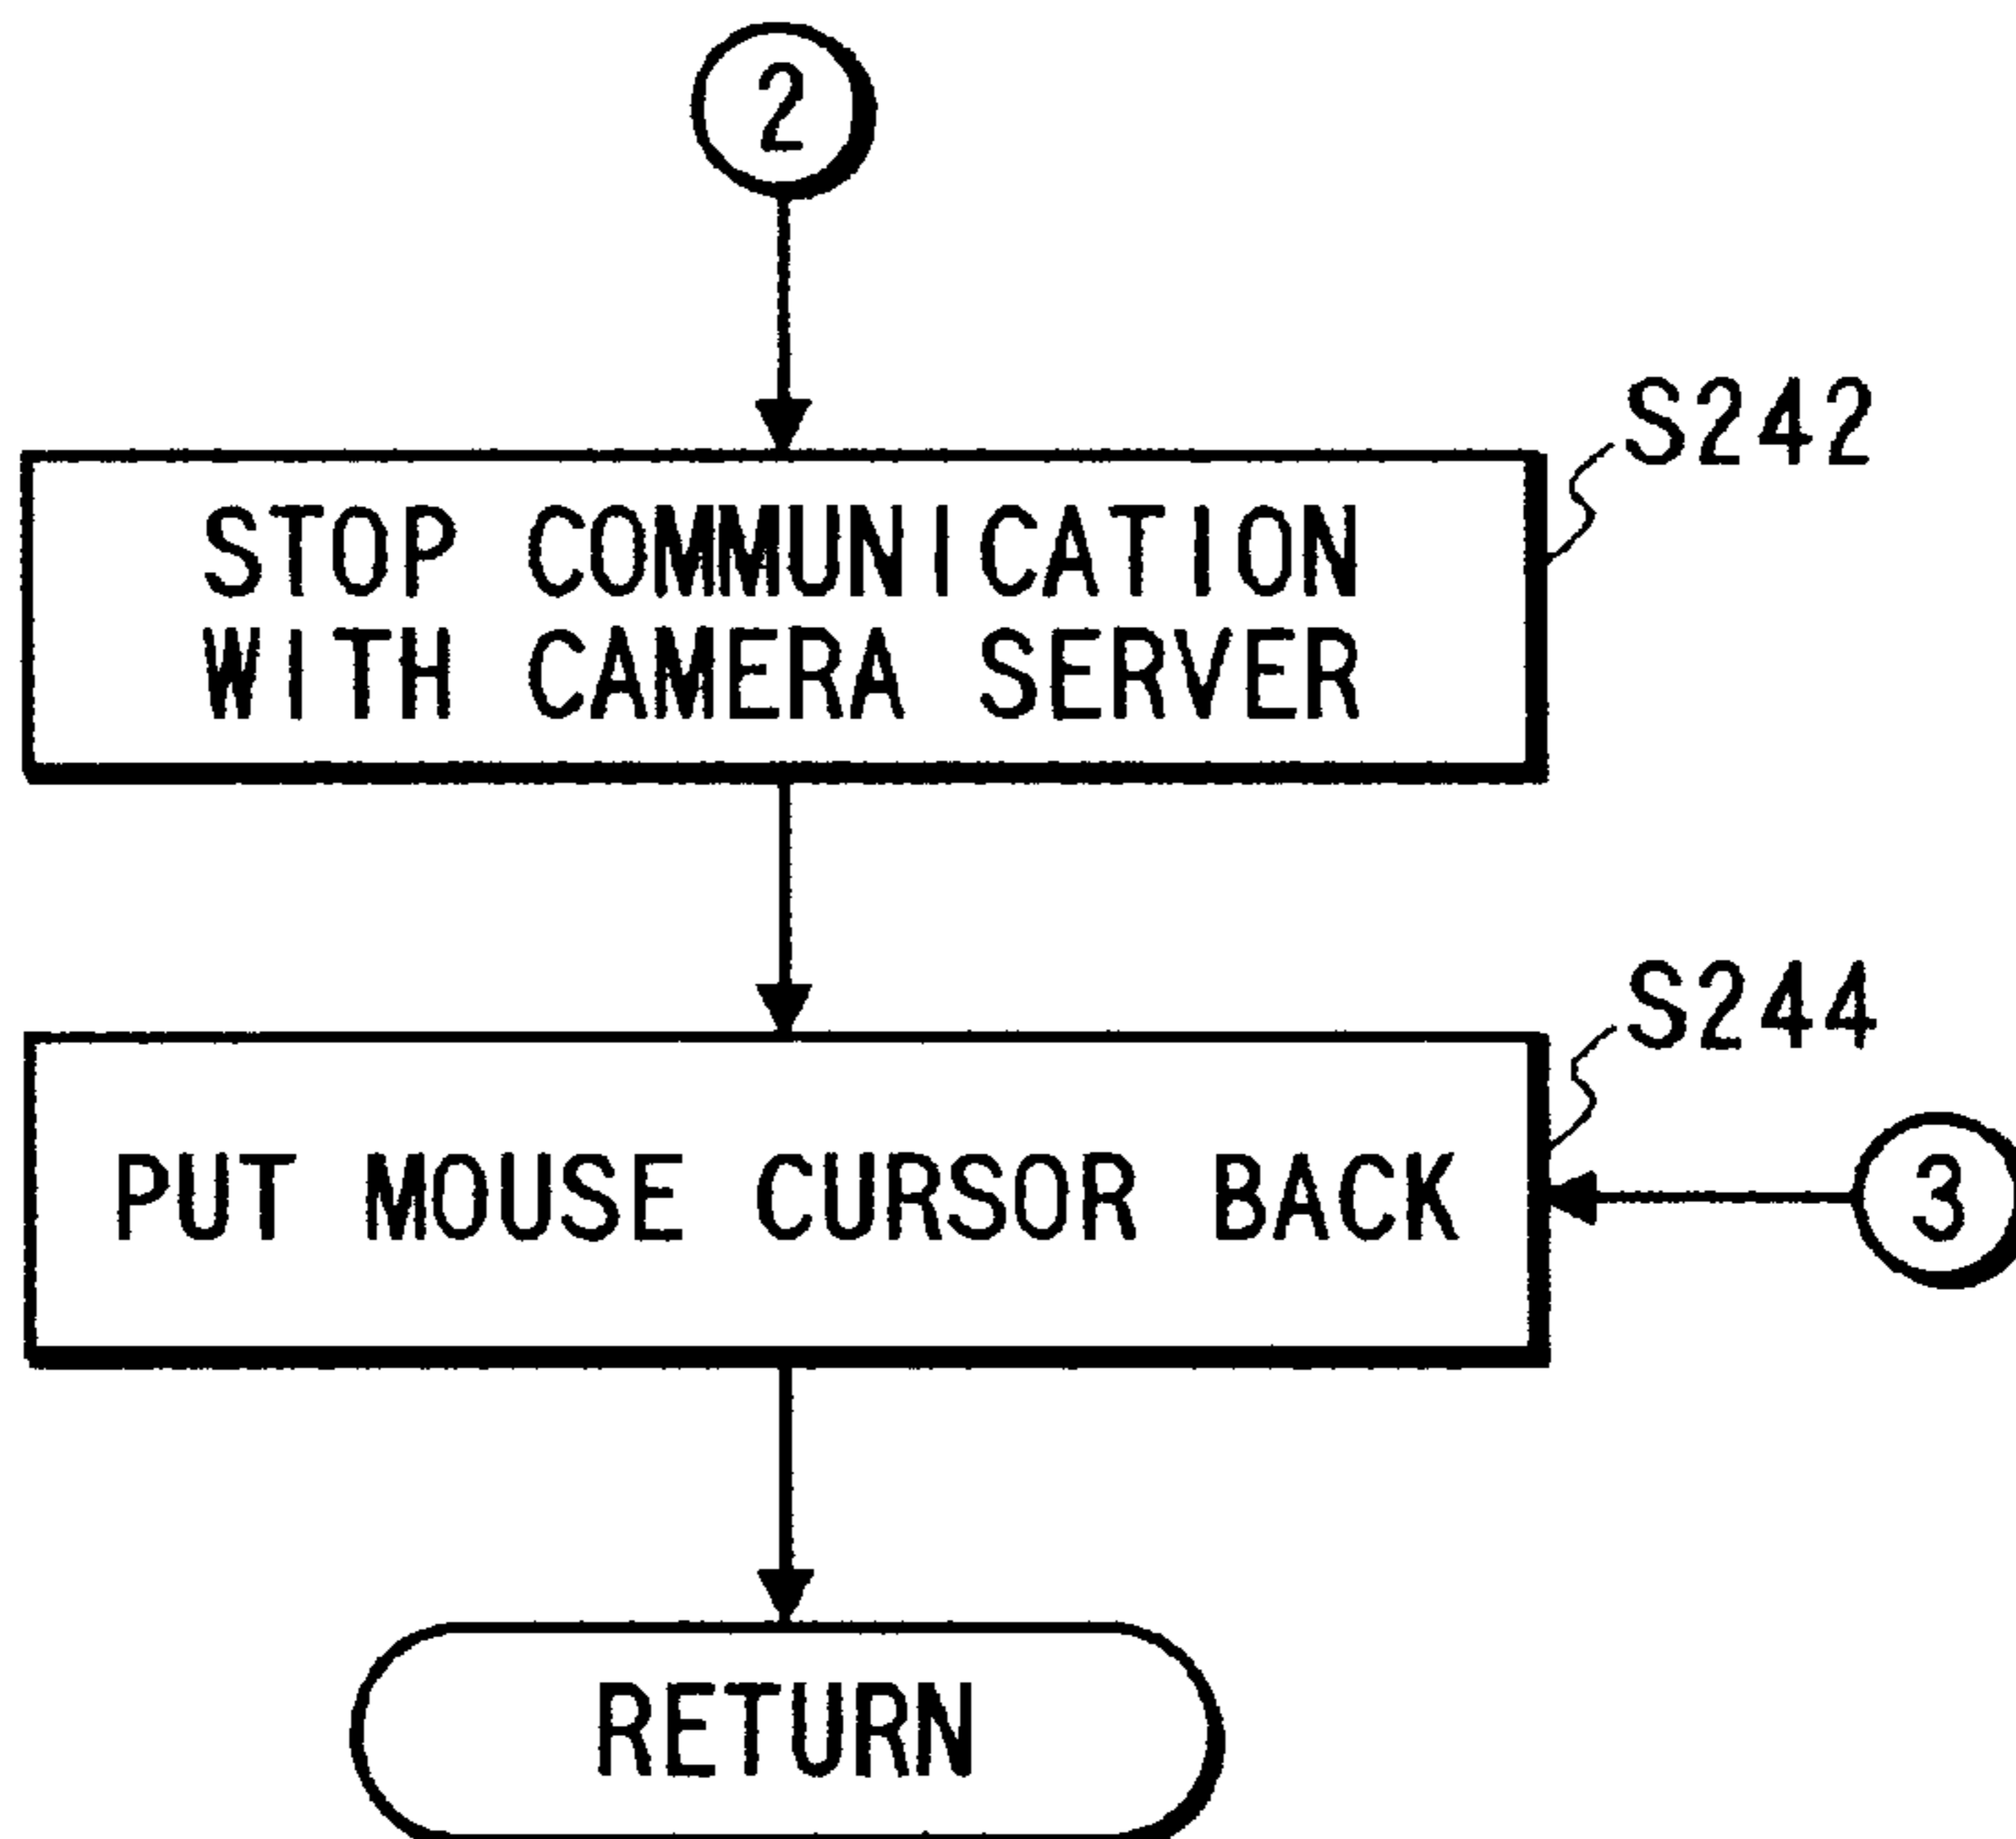 2
S242
STOP COMMUNICATION
WITH CAMERA SERVER
S244
PUT MOUSE CURSOR BACK
3
RETURN